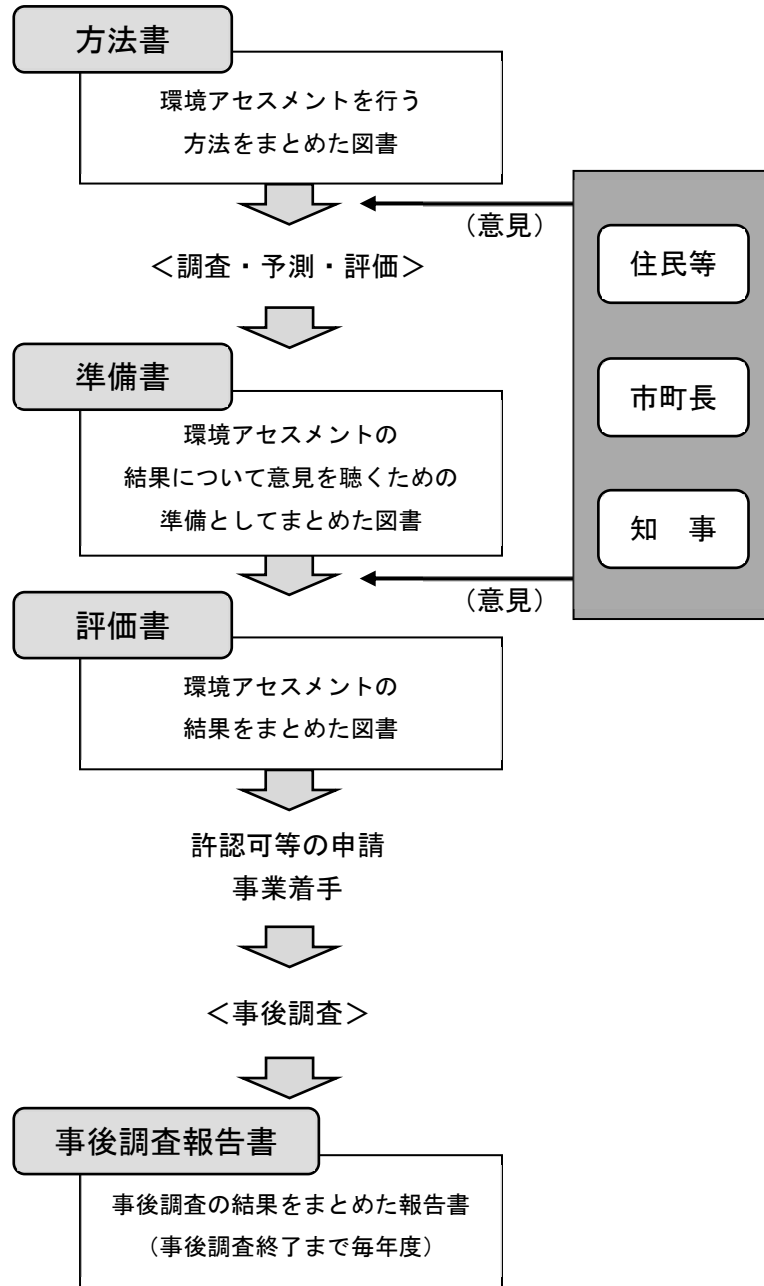 方法書
環境アセスメントを行う
方法をまとめた図書
（意見）
＜調査・予測・評価＞
住民等
市町長
知　事
準備書
環境アセスメントの
結果について意見を聴くための
準備としてまとめた図書
（意見）
評価書
環境アセスメントの
結果をまとめた図書
許認可等の申請
事業着手
＜事後調査＞
事後調査報告書
事後調査の結果をまとめた報告書
（事後調査終了まで毎年度）